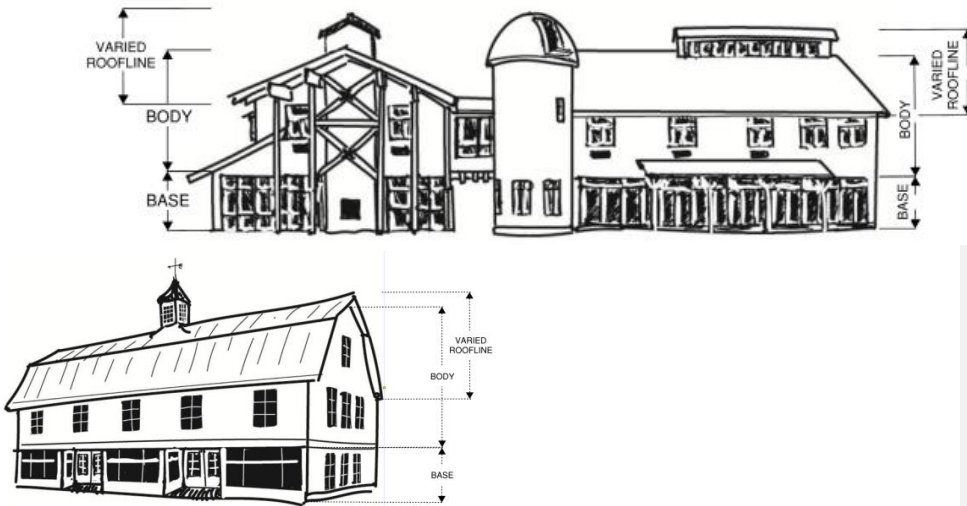 VARIED
ROOFLINE
BODY
BASE
VARIED
ROOFLINE
BODY
BASE
VARIED
ROOFLINE
BODY
BASE